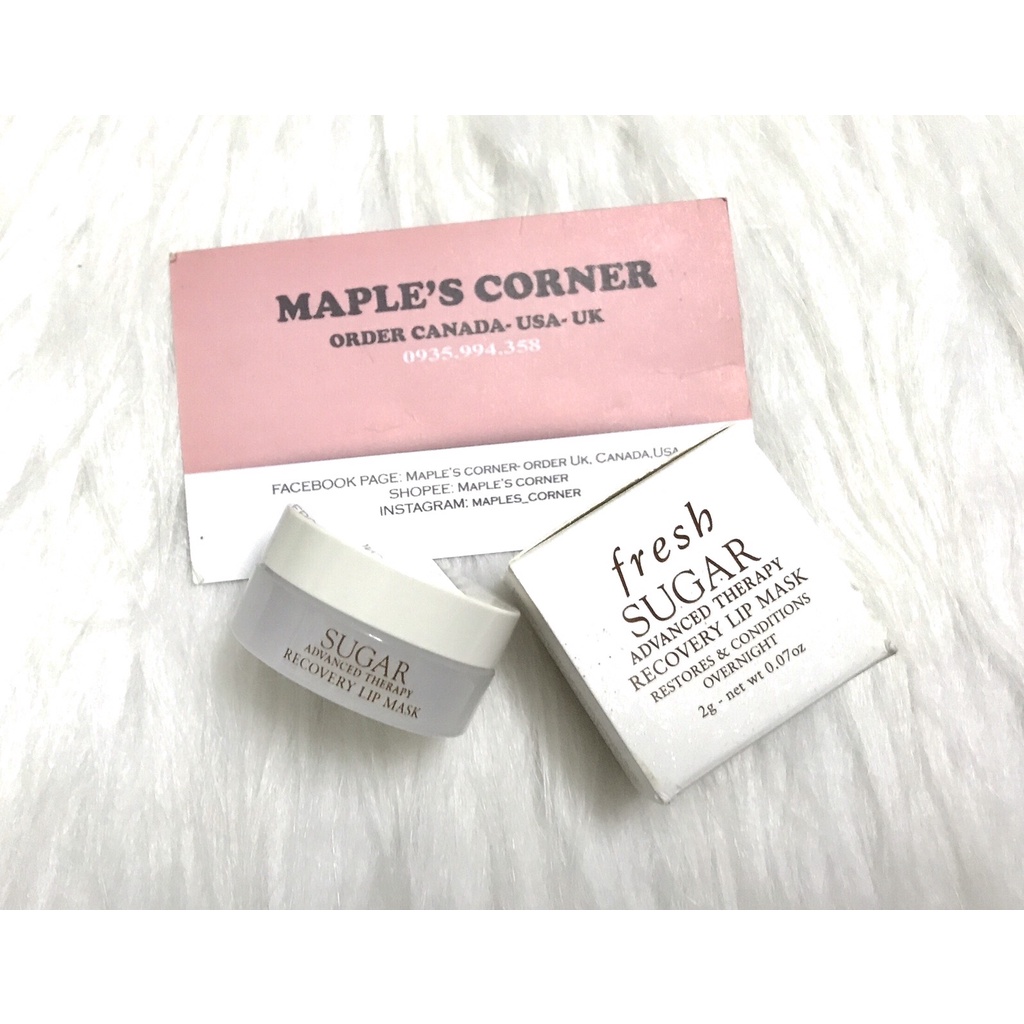 MAPLE'S CORNER
ORDER CANADA- USA- UK
0935.994.358
FACEBOOK PAGE: MAPLE'S CORNER- ORDER UK, CANADA,USA
SHOPEE: MAPLE'S CORNER
INSTAGRAM: MAPLES_CORNER
SUGAR
ADVANCED THERAPY
RECOVERY LIP MASK
fresh
SUGAR
ADVANCED THERAPY
RECOVERY LIP MASK
RESTORES & CONDITIONS
OVERNIGHT
2g - net wt 0.07oz